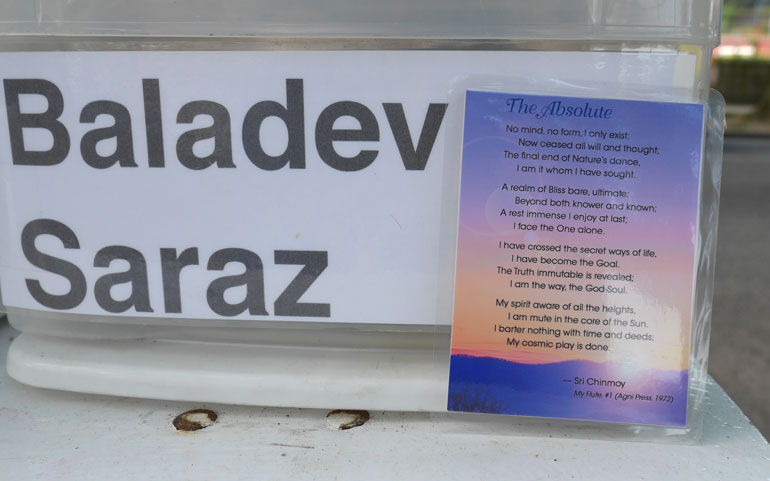 Baladev
Saraz
The Absolute
No mind, no form, I only exist;
Now ceased all will and thought;
The final end of Nature's dance,
I am it whom I have sought.
A realm of Bliss bare, ultimate;
Beyond both knower and known;
A rest immense I enjoy at last;
I face the One alone.
I have crossed the secret ways of life,
I have become the Goal.
The Truth immutable is revealed;
I am the way, the God-Soul.
My spirit aware of all the heights,
I am mute in the core of the Sun.
I barter nothing with time and deeds;
My cosmic play is done.
— Sri Chinmoy
My Flute, #1 (Agni Press, 1972)